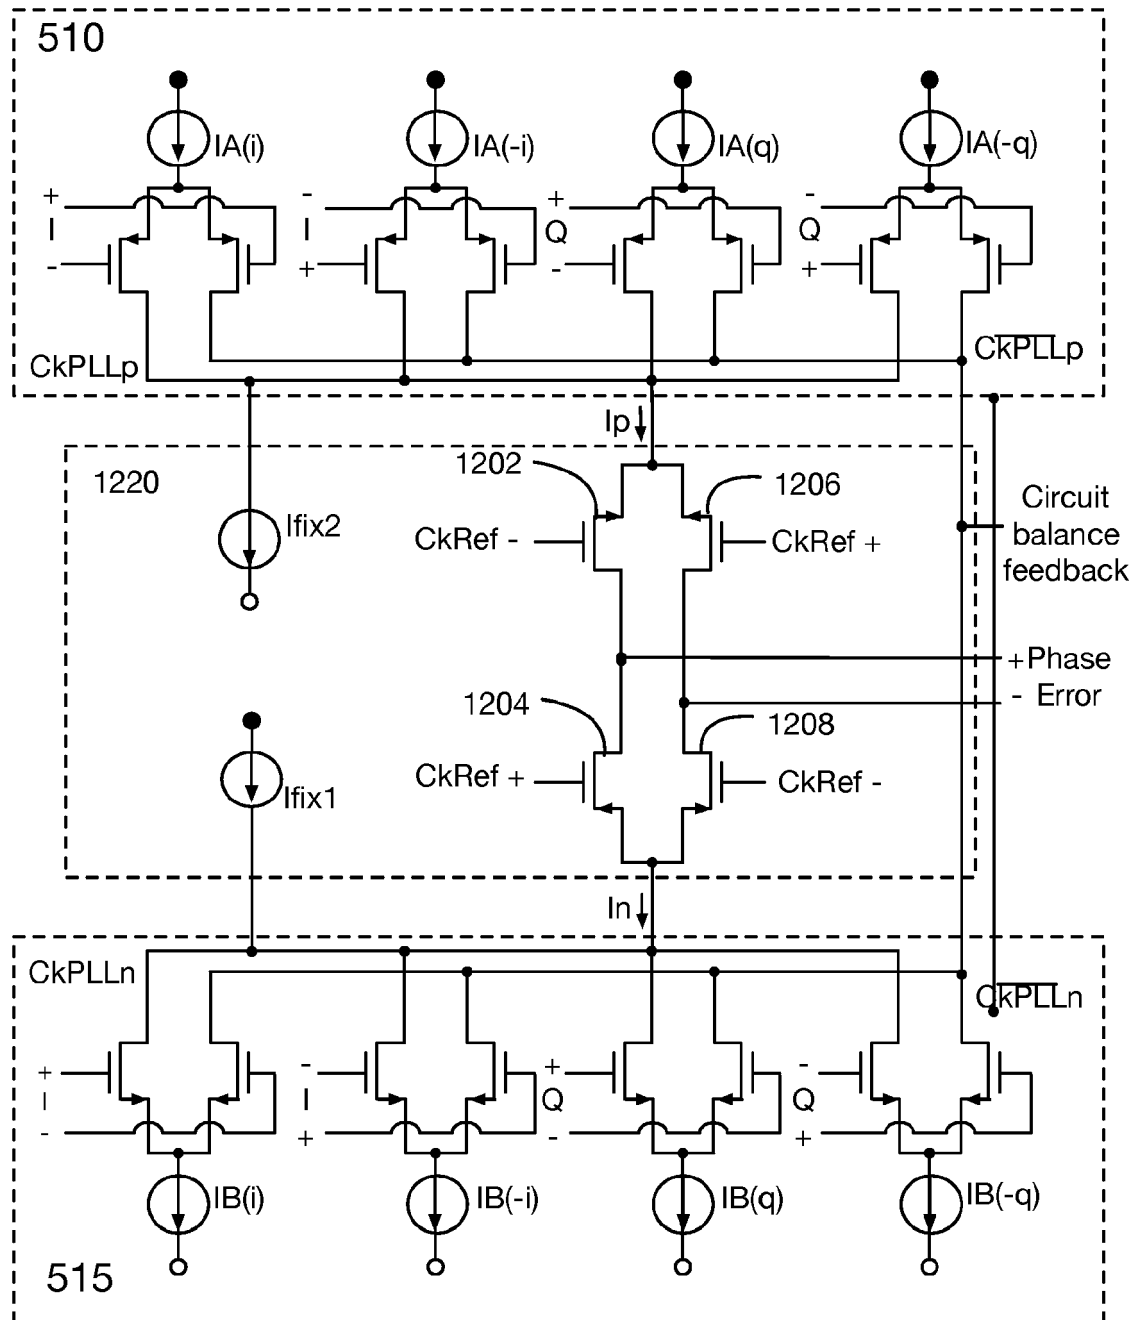 510
IA(i)
IA(-i)
IA(q)
IA(-q)
+
I
-
-
I
+
+
Q
-
-
Q
+
CkPLLp
CkPLLp
Ip
1220
1202
1206
Ifix2
CkRef -
CkRef +
Circuit
balance
feedback
+Phase
- Error
1204
1208
Ifix1
CkRef +
CkRef -
In
CkPLLn
CkPLLn
+
I
-
-
I
+
+
Q
-
-
Q
+
IB(i)
IB(-i)
IB(q)
IB(-q)
515